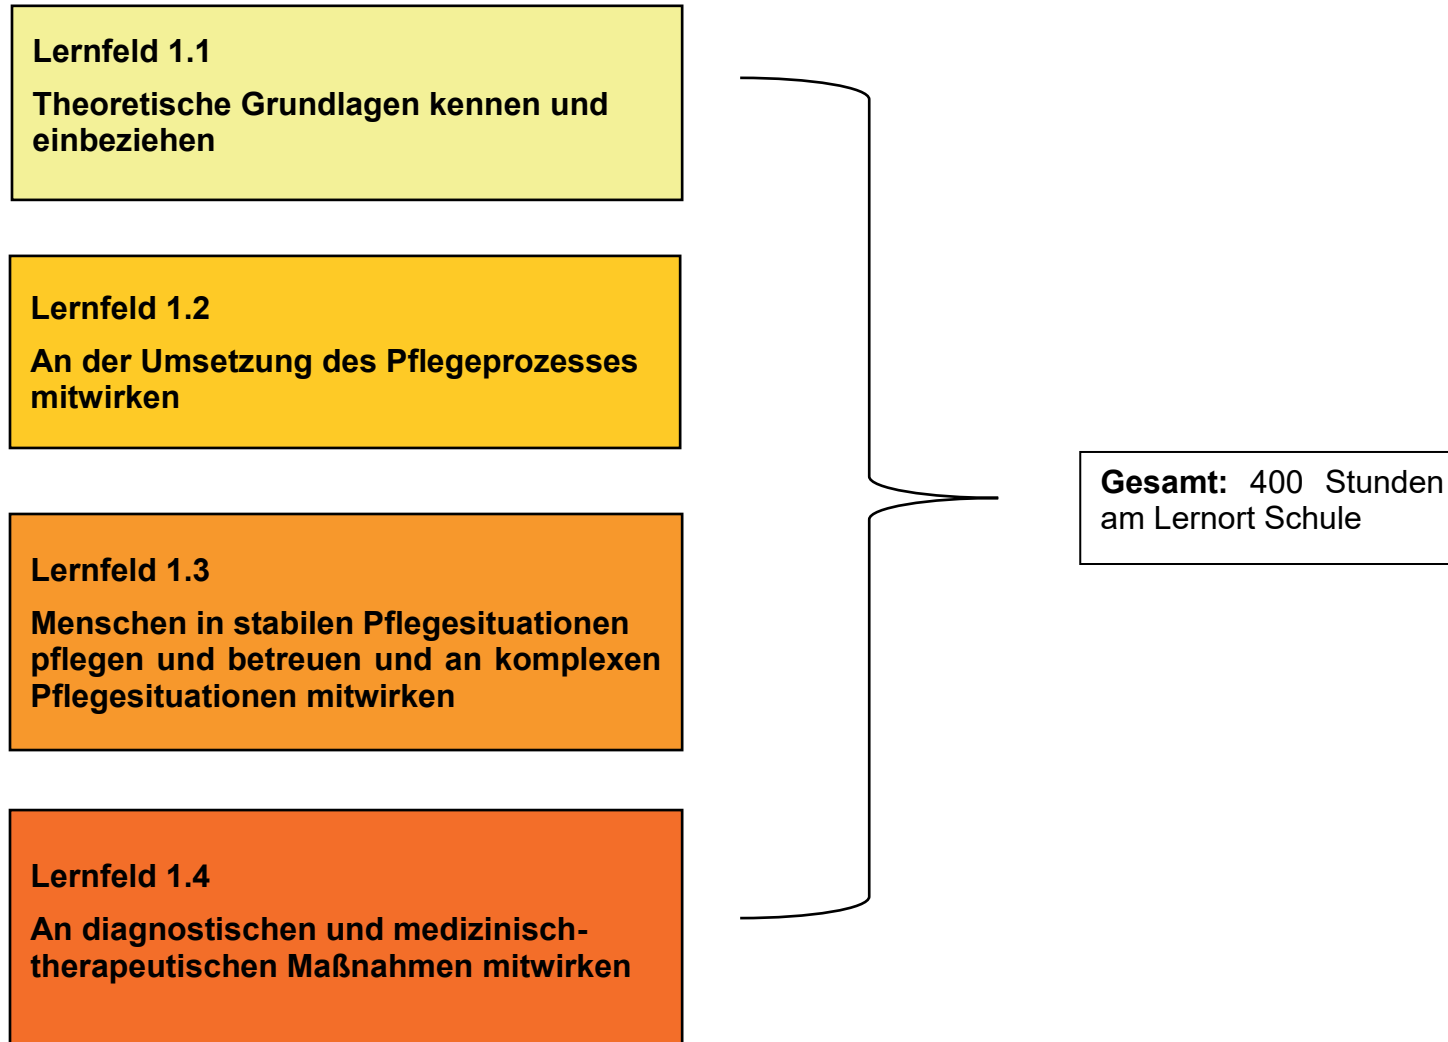 Lernfeld 1.1
Theoretische Grundlagen kennen und
einbeziehen
Lernfeld 1.2
An der Umsetzung des Pflegeprozesses
mitwirken
Lernfeld 1.3
Menschen in stabilen Pflegesituationen
pflegen und betreuen und an komplexen
Pflegesituationen mitwirken
Lernfeld 1.4
An diagnostischen und medizinisch-
therapeutischen Maßnahmen mitwirken
Gesamt: 400 Stunden
am Lernort Schule